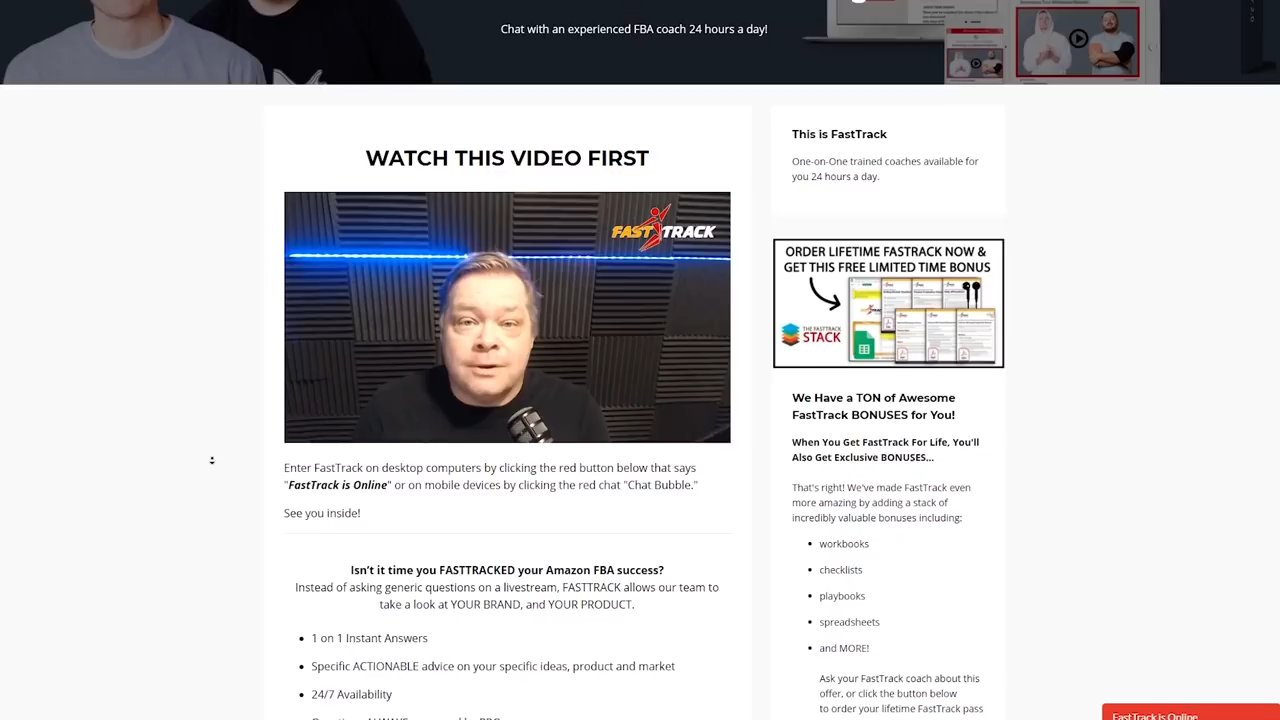 Chat with an experienced FBA coach 24 hours a day!
WATCH THIS VIDEO FIRST
FAST TRACK
Enter FastTrack on desktop computers by clicking the red button below that says
"FastTrack is Online" or on mobile devices by clicking the red chat "Chat Bubble."
See you inside!
Isn’t it time you FASTTRACKED your Amazon FBA success?
Instead of asking generic questions on a livestream, FASTTRACK allows our team to
take a look at YOUR BRAND, and YOUR PRODUCT.
1 on 1 Instant Answers
Specific ACTIONABLE advice on your specific ideas, product and market
24/7 Availability
This is FastTrack
One-on-One trained coaches available for
you 24 hours a day.
ORDER LIFETIME FASTRACK NOW &
GET THIS FREE LIMITED TIME BONUS
THE FASTTRACK
STACK
We Have a TON of Awesome
FastTrack BONUSES for You!
When You Get FastTrack For Life, You'll
Also Get Exclusive BONUSES...
That's right! We've made FastTrack even
more amazing by adding a stack of
incredibly valuable bonuses including:
workbooks
checklists
playbooks
spreadsheets
and MORE!
Ask your FastTrack coach about this
offer, or click the button below
to order your lifetime FastTrack pass
FastTrack is Online